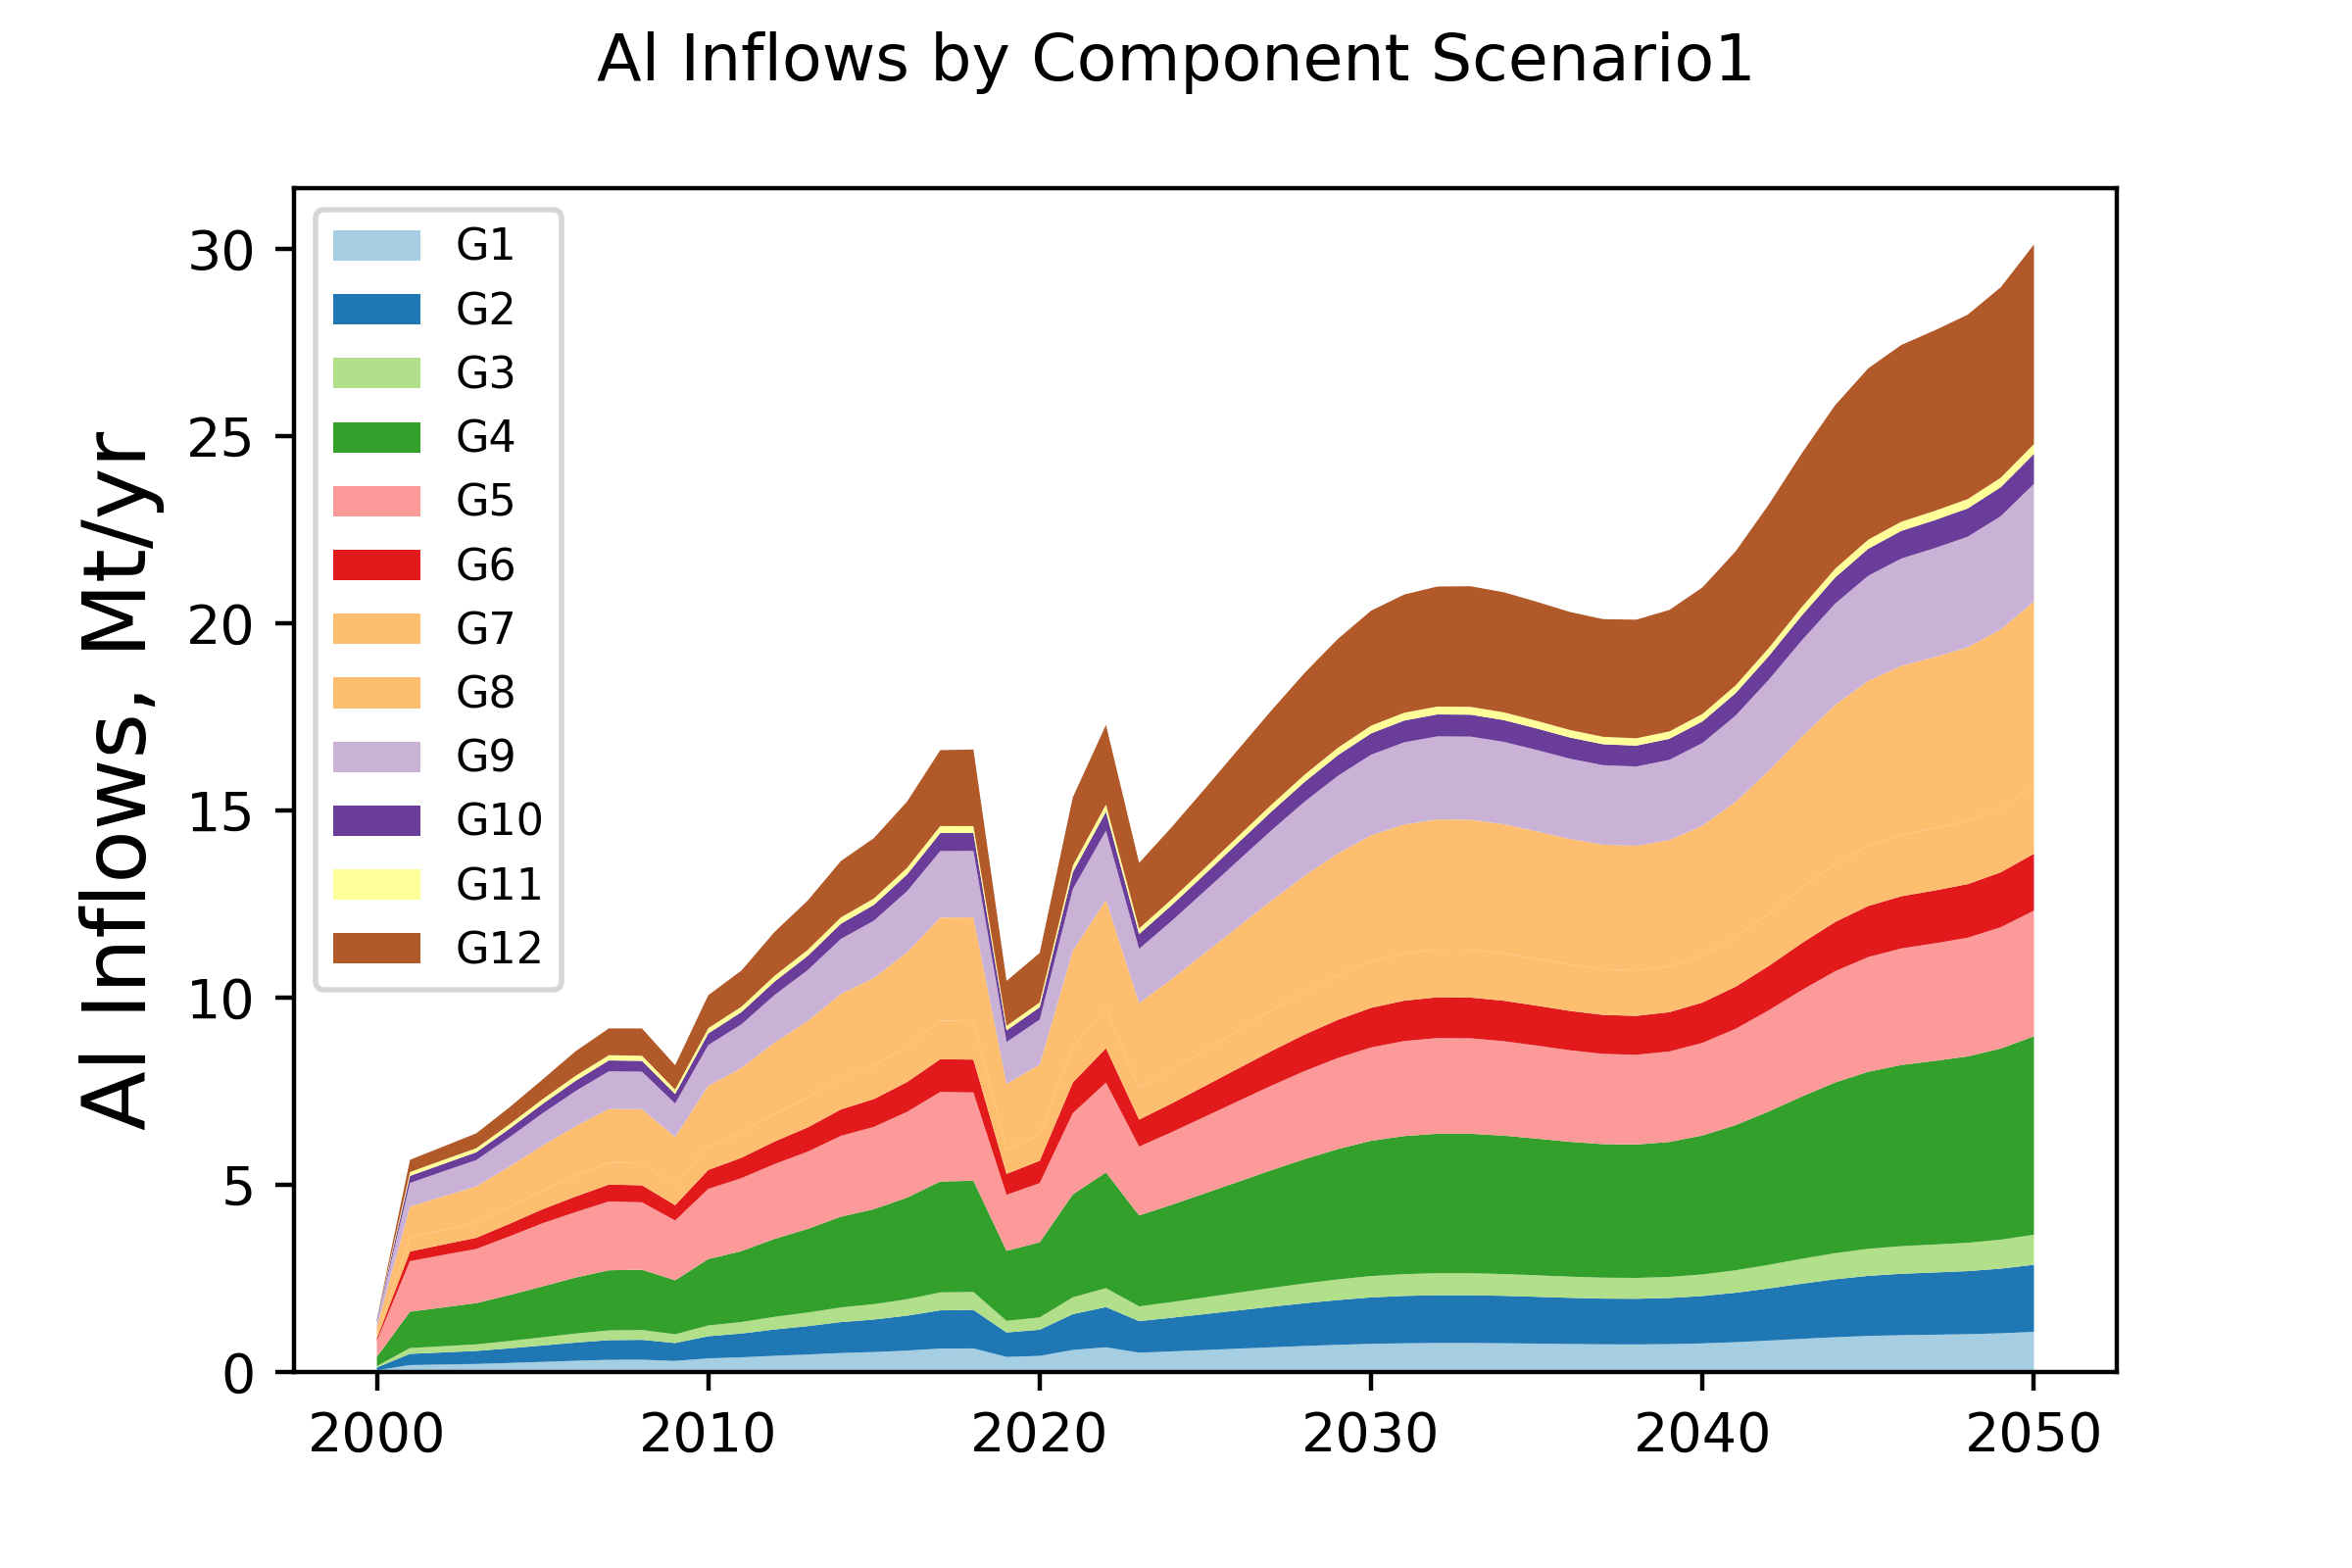 Al Inflows by Component Scenario1
Al Inflows, Mt/yr
30
25
20
15
10
5
0
G1
G2
G3
G4
G5
G6
G7
G8
G9
G10
G11
G12
2000 2010 2020 2030 2040 2050